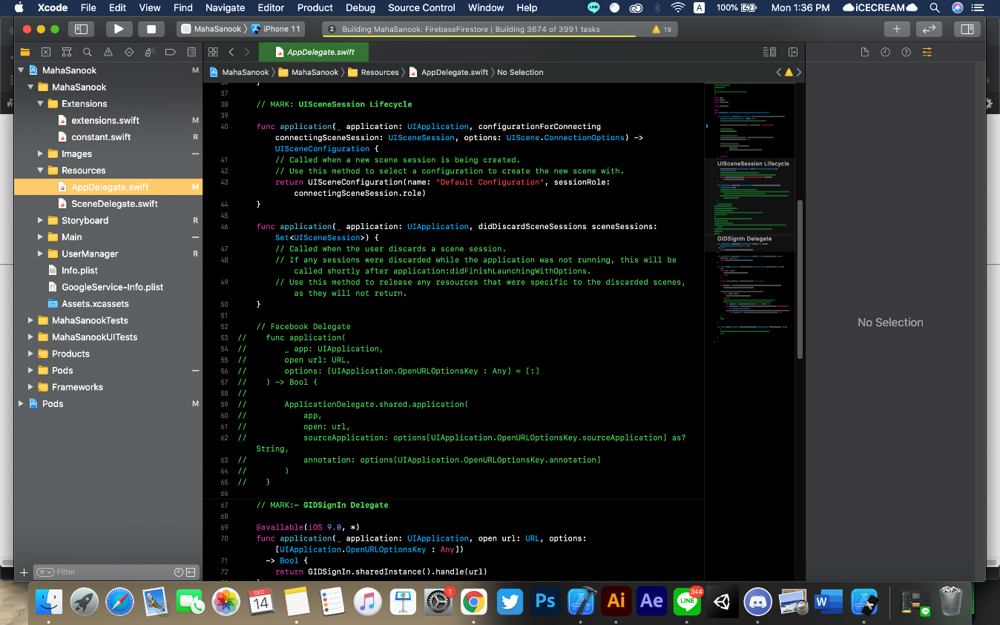 Xcode File Edit View Find Navigate Editor Product Debug Source Control Window Help LINE A 100% Mon 1:36 PM ☁iCECREAM☁
MahaSanook 〉 iPhone 11
2 Building MahaSanook: FirebaseFirestore | Building 3674 of 3991 tasks 19
AppDelegate.swift
MahaSanook 〉 MahaSanook 〉 Resources 〉 AppDelegate.swift 〉 No Selection
MahaSanook M
MahaSanook
Extensions
extensions.swift M
constant.swift R
Images
Resources
AppDelegate.swift M
SceneDelegate.swift
Storyboard R
Main
UserManager R
Info.plist
GoogleService-Info.plist
Assets.xcassets
MahaSanookTests
MahaSanookUITests
Products
Pods
Frameworks
Pods M
Filter
36 }
37
38 // MARK: UISceneSession Lifecycle
39
40 func application(_ application: UIApplication, configurationForConnecting
connectingSceneSession: UISceneSession, options: UIScene.ConnectionOptions) ->
UISceneConfiguration {
41 // Called when a new scene session is being created.
42 // Use this method to select a configuration to create the new scene with.
43 return UISceneConfiguration(name: "Default Configuration", sessionRole:
connectingSceneSession.role)
44 }
45
46 func application(_ application: UIApplication, didDiscardSceneSessions sceneSessions:
Set<UISceneSession>) {
47 // Called when the user discards a scene session.
48 // If any sessions were discarded while the application was not running, this will be
called shortly after application:didFinishLaunchingWithOptions.
49 // Use this method to release any resources that were specific to the discarded scenes,
as they will not return.
50 }
51
52 // Facebook Delegate
53 // func application(
54 // _ app: UIApplication,
55 // open url: URL,
56 // options: [UIApplication.OpenURLOptionsKey : Any] = [:]
57 // ) -> Bool {
58 //
59 // ApplicationDelegate.shared.application(
60 // app,
61 // open: url,
62 // sourceApplication: options[UIApplication.OpenURLOptionsKey.sourceApplication] as?
String,
63 // annotation: options[UIApplication.OpenURLOptionsKey.annotation]
64 // )
65 // }
66
67 // MARK:- GIDSignIn Delegate
68
69 @available(iOS 9.0, *)
70 func application(_ application: UIApplication, open url: URL, options:
[UIApplication.OpenURLOptionsKey : Any])
71 -> Bool {
72 return GIDSignIn.sharedInstance().handle(url)
UISceneSession Lifecycle
GIDSignIn Delegate
No Selection
DEC
14
1
Ps
Ai
Ae
LINE
344
W